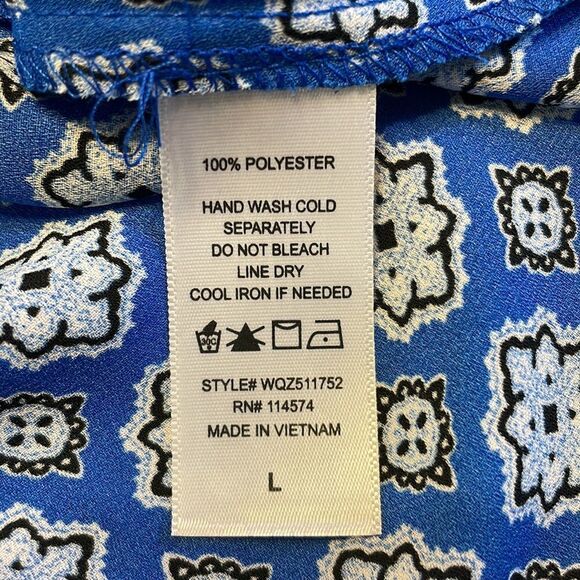 100% POLYESTER
HAND WASH COLD
SEPARATELY
DO NOT BLEACH
LINE DRY
COOL IRON IF NEEDED
30C
STYLE# WQZ511752
RN# 114574
MADE IN VIETNAM
L